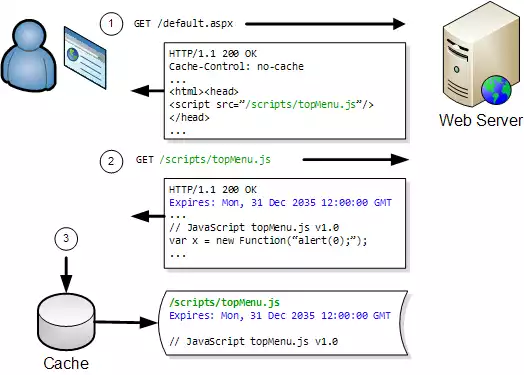 1 GET /default.aspx
HTTP/1.1 200 OK
Cache-Control: no-cache
...
<html><head>
<script src=”/scripts/topMenu.js”/>
</head>
...
Web Server
2 GET /scripts/topMenu.js
HTTP/1.1 200 OK
Expires: Mon, 31 Dec 2035 12:00:00 GMT
...
// JavaScript topMenu.js v1.0
var x = new Function(“alert(0);”);
...
3
/scripts/topMenu.js
Expires: Mon, 31 Dec 2035 12:00:00 GMT
// JavaScript topMenu.js v1.0
Cache